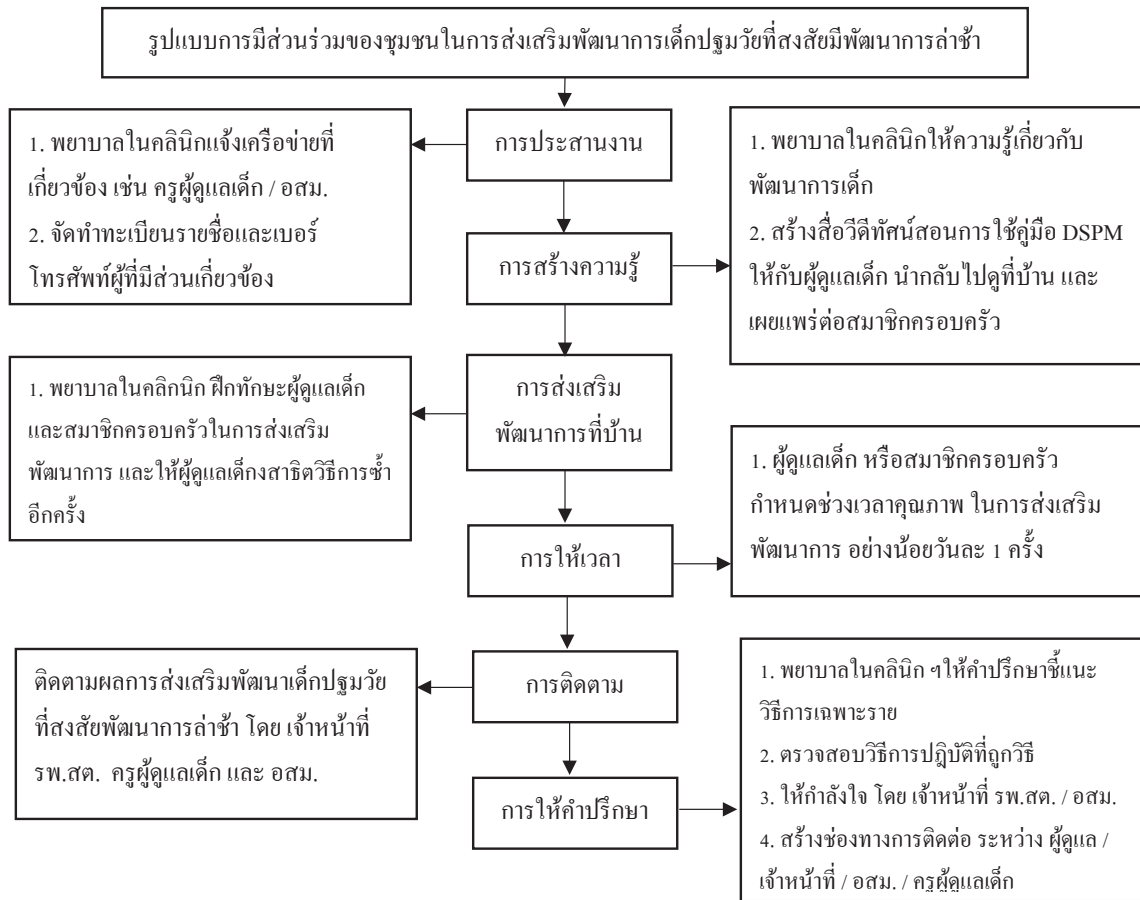 รูปแบบการมีส่วนร่วมของชุมชนในการส่งเสริมพัฒนาการเด็กปฐมวัยที่สงสัยมีพัฒนาการล่าช้า
การประสานงาน
1. พยาบาลในคลินิกแจ้งเครือข่ายที่
เกี่ยวข้อง เช่น ครูผู้ดูแลเด็ก / อสม.
2. จัดทำทะเบียนรายชื่อและเบอร์
โทรศัพท์ผู้ที่มีส่วนเกี่ยวข้อง
การสร้างความรู้
1. พยาบาลในคลินิกให้ความรู้เกี่ยวกับ
พัฒนาการเด็ก
2. สร้างสื่อวีดีทัศน์สอนการใช้คู่มือ DSPM
ให้กับผู้ดูแลเด็ก นำกลับไปดูที่บ้าน และ
เผยแพร่ต่อสมาชิกครอบครัว
การส่งเสริม
พัฒนาการที่บ้าน
1. พยาบาลในคลิกนิก ฝึกทักษะผู้ดูแลเด็ก
และสมาชิกครอบครัวในการส่งเสริม
พัฒนาการ และให้ผู้ดูแลเด็กงสาธิตวิธีการซ้ำ
อีกครั้ง
การให้เวลา
1. ผู้ดูแลเด็ก หรือสมาชิกครอบครัว
กำหนดช่วงเวลาคุณภาพ ในการส่งเสริม
พัฒนาการ อย่างน้อยวันละ 1 ครั้ง
การติดตาม
ติดตามผลการส่งเสริมพัฒนาเด็กปฐมวัย
ที่สงสัยพัฒนาการล่าช้า โดย เจ้าหน้าที่
รพ.สต. ครูผู้ดูแลเด็ก และ อสม.
การให้คำปรึกษา
1. พยาบาลในคลินิก ฯให้คำปรึกษาชี้แนะ
วิธีการเฉพาะราย
2. ตรวจสอบวิธีการปฎิบัติที่ถูกวิธี
3. ให้กำลังใจ โดย เจ้าหน้าที่ รพ.สต. / อสม.
4. สร้างช่องทางการติดต่อ ระหว่าง ผู้ดูแล /
เจ้าหน้าที่ / อสม. / ครูผู้ดูแลเด็ก